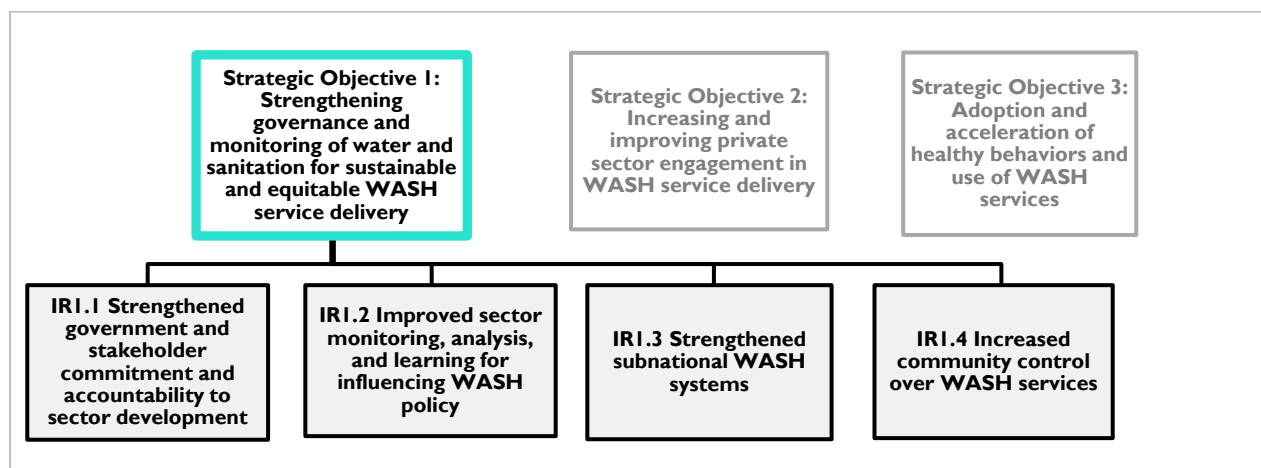 Strategic Objective 1:
Strengthening
governance and
monitoring of water and
sanitation for sustainable
and equitable WASH
service delivery
Strategic Objective 2:
Increasing and
improving private
sector engagement in
WASH service delivery
Strategic Objective 3:
Adoption and
acceleration of
healthy behaviors and
use of WASH
services
IR1.1 Strengthened
government and
stakeholder
commitment and
accountability to
sector development
IR1.2 Improved sector
monitoring, analysis,
and learning for
influencing WASH
policy
IR1.3 Strengthened
subnational WASH
systems
IR1.4 Increased
community control
over WASH services